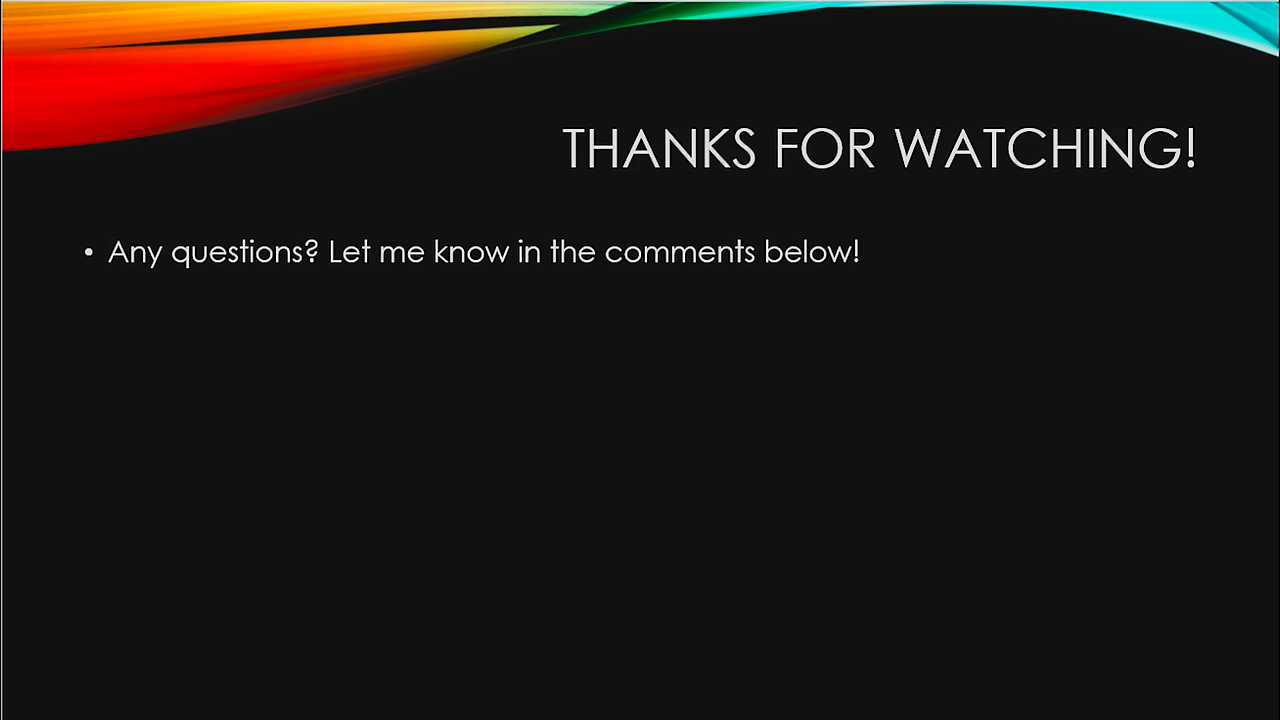 THANKS FOR WATCHING!
• Any questions? Let me know in the comments below!